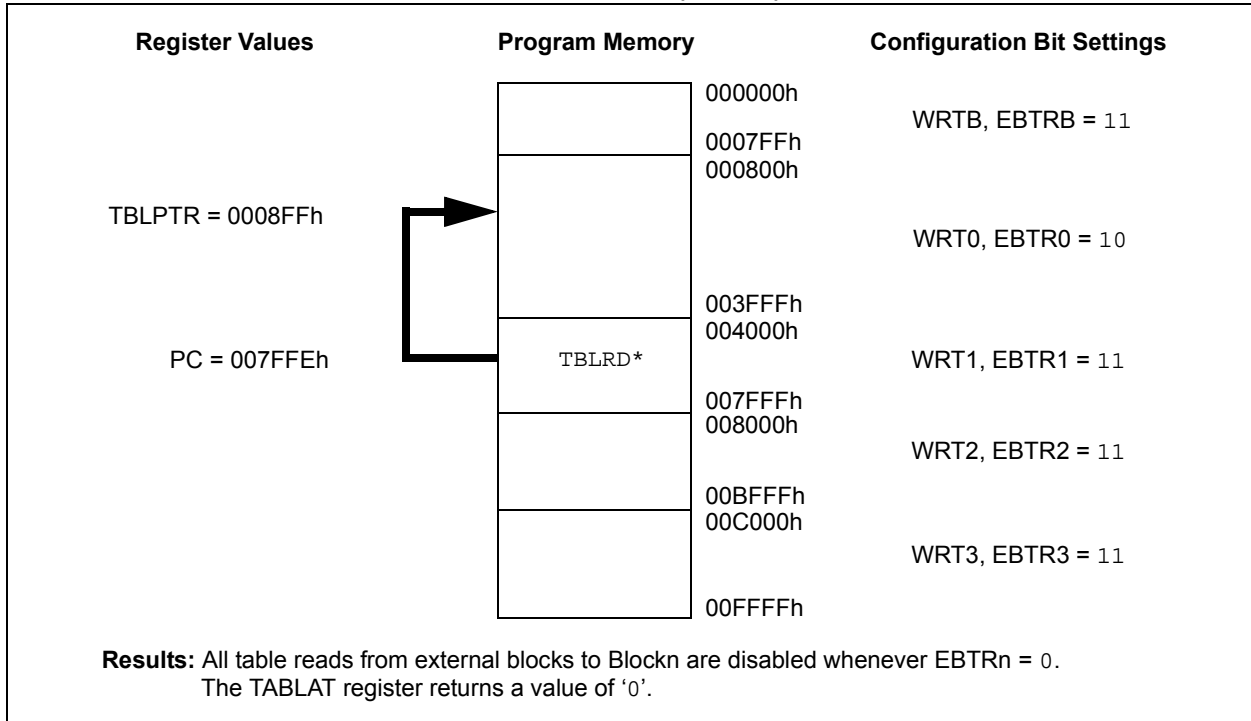 Register Values Program Memory Configuration Bit Settings
000000h
WRTB, EBTRB = 11
0007FFh
000800h
TBLPTR = 0008FFh
WRT0, EBTR0 = 10
003FFFh
004000h
PC = 007FFEh TBLRD* WRT1, EBTR1 = 11
007FFFh
008000h
WRT2, EBTR2 = 11
00BFFFh
00C000h
WRT3, EBTR3 = 11
00FFFFh
Results: All table reads from external blocks to Blockn are disabled whenever EBTRn = 0.
The TABLAT register returns a value of ‘0’.